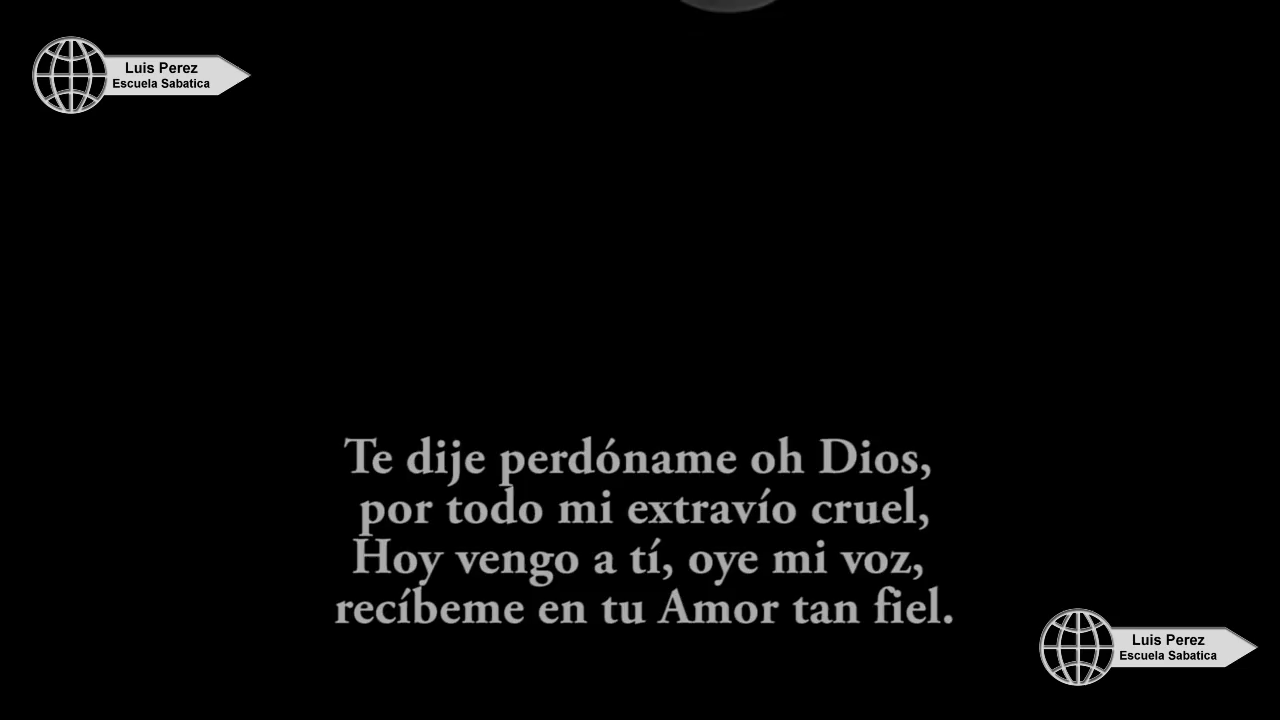 Luis Perez
Escuela Sabatica
Te dije perdóname oh Dios,
por todo mi extravío cruel,
Hoy vengo a tí, oye mi voz,
recíbeme en tu Amor tan fiel.
Luis Perez
Escuela Sabatica